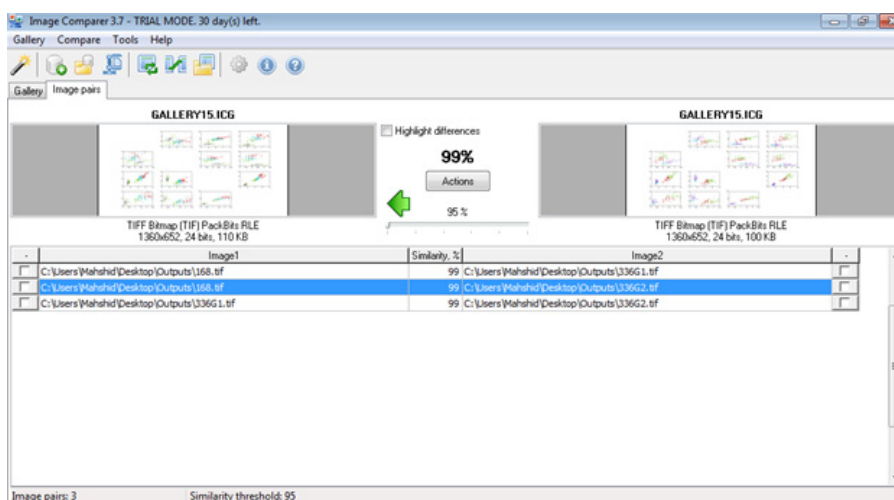 Image Comparer 3.7 - TRIAL MODE. 30 day(s) left.
Gallery Compare Tools Help
Gallery Image pairs
GALLERY15.ICG
GALLERY15.ICG
Highlight differences
99%
Actions
95 %
TIFF Bitmap (TIF) PackBits RLE
1360x652, 24 bits, 110 KB
TIFF Bitmap (TIF) PackBits RLE
1360x652, 24 bits, 100 KB
- Image1 Similarity, % Image2 -
C:\Users\Mahshid\Desktop\Outputs\168.tif 99 C:\Users\Mahshid\Desktop\Outputs\336G1.tif
C:\Users\Mahshid\Desktop\Outputs\168.tif 99 C:\Users\Mahshid\Desktop\Outputs\336G2.tif
C:\Users\Mahshid\Desktop\Outputs\336G1.tif 99 C:\Users\Mahshid\Desktop\Outputs\336G2.tif
Image pairs: 3 Similarity threshold: 95